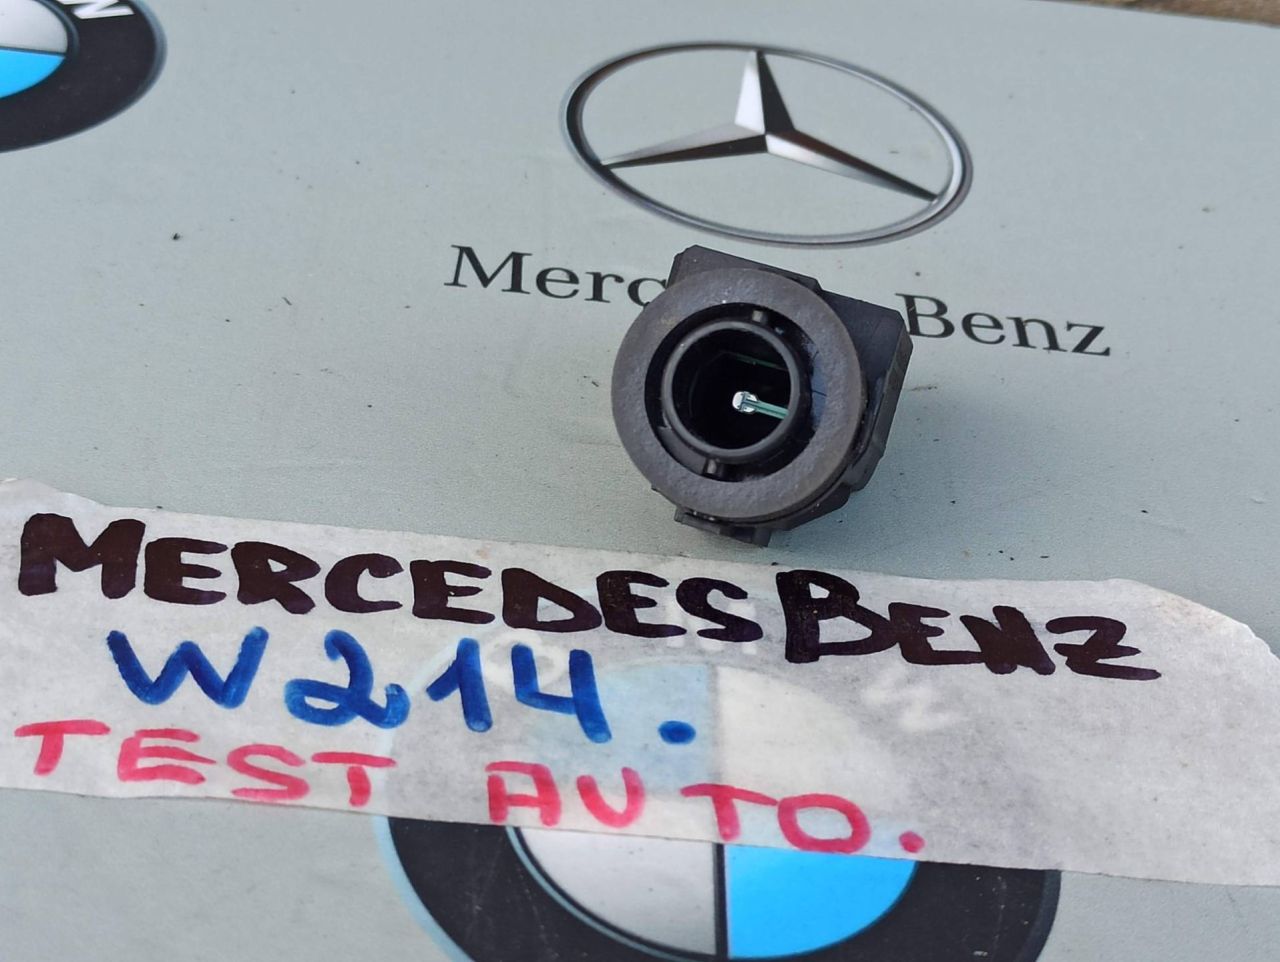 W
Merc Benz
MERCEDES BENZ
W214.
TEST AUTO.
W